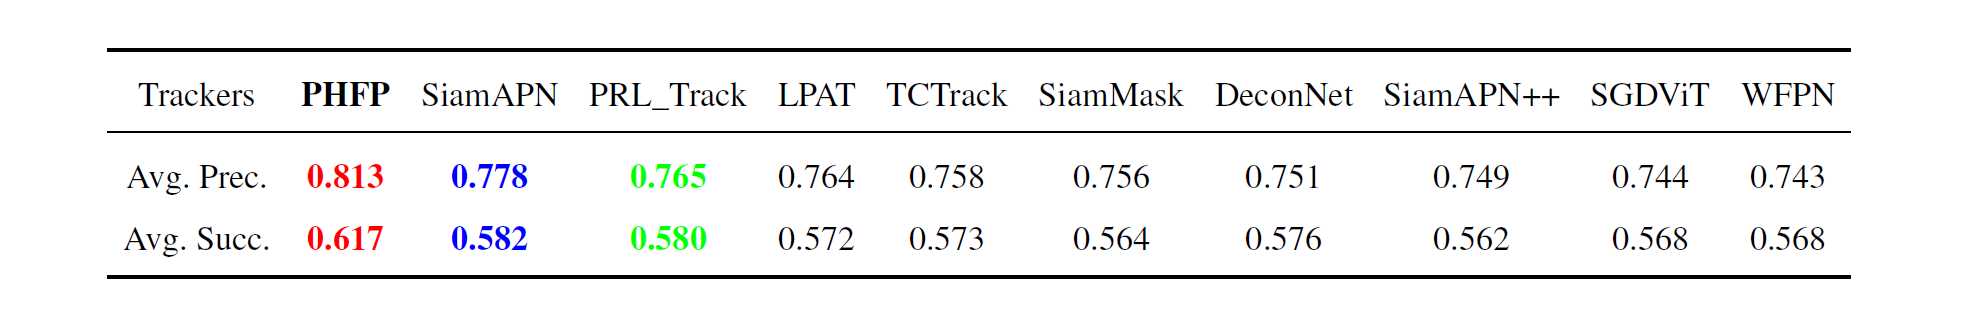 Trackers PHFP SiamAPN PRL_Track LPAT TCTrack SiamMask DeconNet SiamAPN++ SGDViT WFPN
Avg. Prec. 0.813 0.778 0.765 0.764 0.758 0.756 0.751 0.749 0.744 0.743
Avg. Succ. 0.617 0.582 0.580 0.572 0.573 0.564 0.576 0.562 0.568 0.568